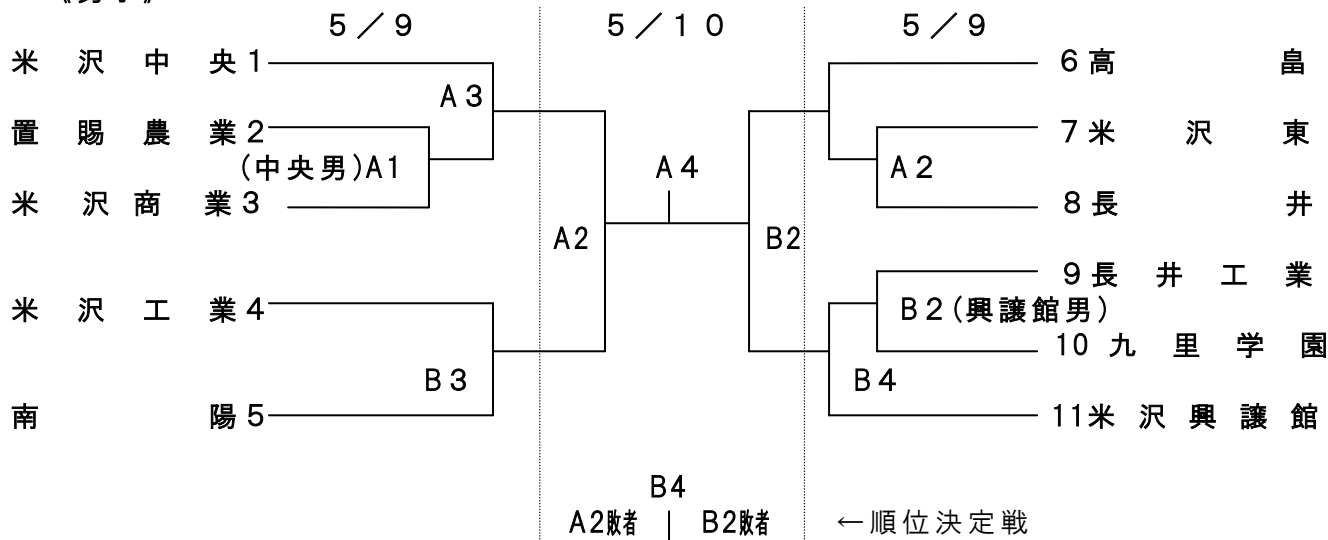 ５／９ ５／１０ ５／９
米沢中央１ ６高畠
Ａ３
置賜農業２ ７米沢東
(中央男)A1 Ａ４ Ａ２
米沢商業３ ８長井
A2 B2
９長井工業
米沢工業４ Ｂ２(興譲館男)
10九里学園
Ｂ３ Ｂ４
南陽５ 11米沢興譲館
B4
A2敗者 B2敗者 ←順位決定戦